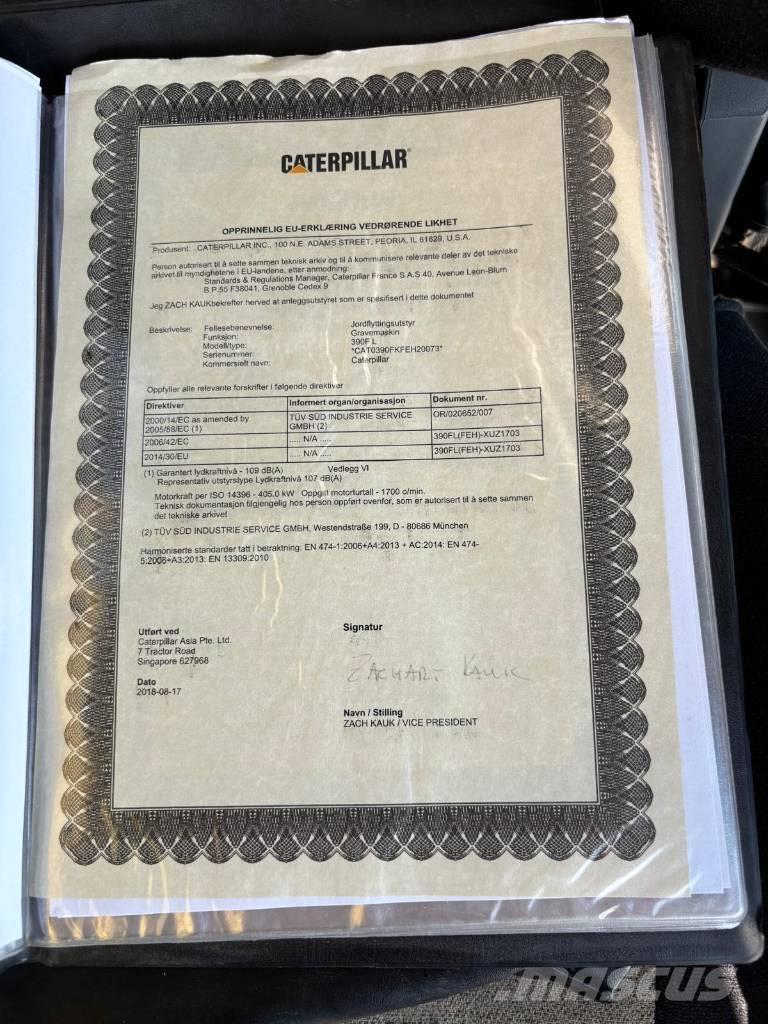 CATERPILLAR®
OPPRINNELIG EU-ERKLÆRING VEDRØRENDE LIKHET
Produsent: CATERPILLAR INC., 100 N.E. ADAMS STREET, PEORIA, IL 61629, U.S.A.
Person autorisert til å sette sammen teknisk arkiv og til å kommunisere relevante deler av det tekniske
arkivet til myndighetene i EU-landene, etter anmodning:
Standards & Regulations Manager, Caterpillar France S.A.S 40, Avenue Leon-Blum
B.P.55 F38041, Grenoble Cedex 9
Jeg ZACH KAUKbekrefter herved at anleggsutstyret som er spesifisert i dette dokumentet
Beskrivelse: Fellesebenevnelse: Jordflyttingsutstyr
Funksjon: Gravemaskin
Modell/type: 390F L
Serienummer: *CAT0390FKFEH20073*
Kommersielt navn: Caterpillar
Oppfyller alle relevante forskrifter i følgende direktivar
Direktiver Informert organ/organisasjon Dokument nr.
2000/14/EC as amended by TÜV SÜD INDUSTRIE SERVICE OR/020652/007
2005/88/EC (1) GMBH (2)
2006/42/EC ..... N/A ..... 390FL(FEH)-XUZ1703
2014/30/EU ..... N/A ..... 390FL(FEH)-XUZ1703
(1) Garantert lydkraftnivå - 109 dB(A) Vedlegg VI
Representativ utstyrstype Lydkraftnivå 107 dB(A)
Motorkraft per ISO 14396 - 405.0 kW Oppgitt motorturtall - 1700 o/min.
Teknisk dokumentasjon tilgjengelig hos person oppført ovenfor, som er autorisert til å sette sammen
det tekniske arkivet
(2) TÜV SÜD INDUSTRIE SERVICE GMBH, Westendstraße 199, D - 80686 München
Harmoniserte standarder tatt i betraktning: EN 474-1:2006+A4:2013 + AC:2014: EN 474-
5:2006+A3:2013: EN 13309:2010
Utført ved
Caterpillar Asia Pte. Ltd.
7 Tractor Road
Singapore 627968
Dato
2018-08-17
Signatur
ZACHARY KAUK
Navn / Stilling
ZACH KAUK / VICE PRESIDENT
mascus